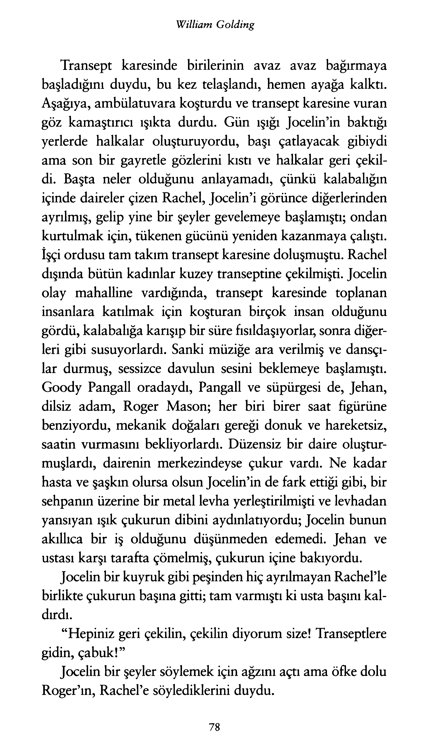 William Golding
Transept karesinde birilerinin avaz avaz bağırmaya
başladığını duydu, bu kez telaşlandı, hemen ayağa kalktı.
Aşağıya, ambülatuvara koşturdu ve transept karesine vuran
göz kamaştırıcı ışıkta durdu. Gün ışığı Jocelin’in baktığı
yerlerde halkalar oluşturuyordu, başı çatlayacak gibiydi
ama son bir gayretle gözlerini kıstı ve halkalar geri çekil-
di. Başta neler olduğunu anlayamadı, çünkü kalabalığın
içinde daireler çizen Rachel, Jocelin’i görünce diğerlerinden
ayrılmış, gelip yine bir şeyler gevelemeye başlamıştı; ondan
kurtulmak için, tükenen gücünü yeniden kazanmaya çalıştı.
İşçi ordusu tam takım transept karesine doluşmuştu. Rachel
dışında bütün kadınlar kuzey transeptine çekilmişti. Jocelin
olay mahalline vardığında, transept karesinde toplanan
insanlara katılmak için koşturan birçok insan olduğunu
gördü, kalabalığa karışıp bir süre fısıldaşıyorlar, sonra diğer-
leri gibi susuyorlardı. Sanki müziğe ara verilmiş ve dansçı-
lar durmuş, sessizce davulun sesini beklemeye başlamıştı.
Goody Pangall oradaydı, Pangall ve süpürgesi de, Jehan,
dilsiz adam, Roger Mason; her biri birer saat figürüne
benziyordu, mekanik doğaları gereği donuk ve hareketsiz,
saatin vurmasını bekliyorlardı. Düzensiz bir daire oluştur-
muşlardı, dairenin merkezindeyse çukur vardı. Ne kadar
hasta ve şaşkın olursa olsun Jocelin’in de fark ettiği gibi, bir
sehpanın üzerine bir metal levha yerleştirilmişti ve levhadan
yansıyan ışık çukurun dibini aydınlatıyordu; Jocelin bunun
akıllıca bir iş olduğunu düşünmeden edemedi. Jehan ve
ustası karşı tarafta çömelmiş, çukurun içine bakıyordu.
Jocelin bir kuyruk gibi peşinden hiç ayrılmayan Rachel’le
birlikte çukurun başına gitti; tam varmıştı ki usta başını kal-
dırdı.
“Hepiniz geri çekilin, çekilin diyorum size! Transeptlere
gidin, çabuk!”
Jocelin bir şeyler söylemek için ağzını açtı ama öfke dolu
Roger’ın, Rachel’e söylediklerini duydu.
78